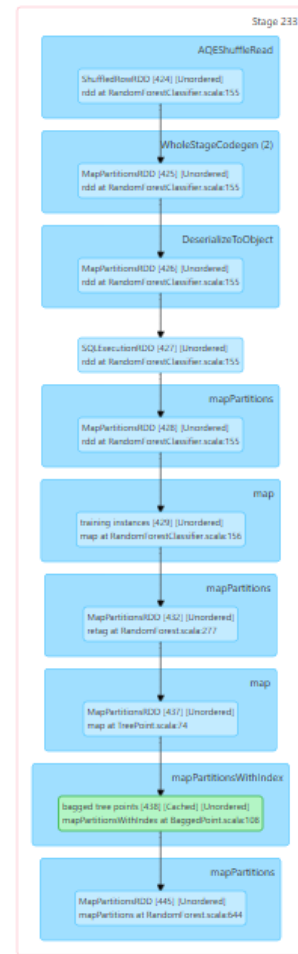 Stage 233
AQEShuffleRead
ShuffledRowRDD [424] [Unordered]
rdd at RandomForestClassifier.scala:155
WholeStageCodegen (2)
MapPartitionsRDD [425] [Unordered]
rdd at RandomForestClassifier.scala:155
DeserializeToObject
MapPartitionsRDD [426] [Unordered]
rdd at RandomForestClassifier.scala:155
SQLExecutionRDD [427] [Unordered]
rdd at RandomForestClassifier.scala:155
mapPartitions
MapPartitionsRDD [428] [Unordered]
rdd at RandomForestClassifier.scala:155
map
training instances [429] [Unordered]
map at RandomForestClassifier.scala:156
mapPartitions
MapPartitionsRDD [432] [Unordered]
retag at RandomForest.scala:277
map
MapPartitionsRDD [437] [Unordered]
map at TreePoint.scala:74
mapPartitionsWithIndex
bagged tree points [438] [Cached] [Unordered]
mapPartitionsWithIndex at BaggedPoint.scala:108
mapPartitions
MapPartitionsRDD [445] [Unordered]
mapPartitions at RandomForest.scala:644